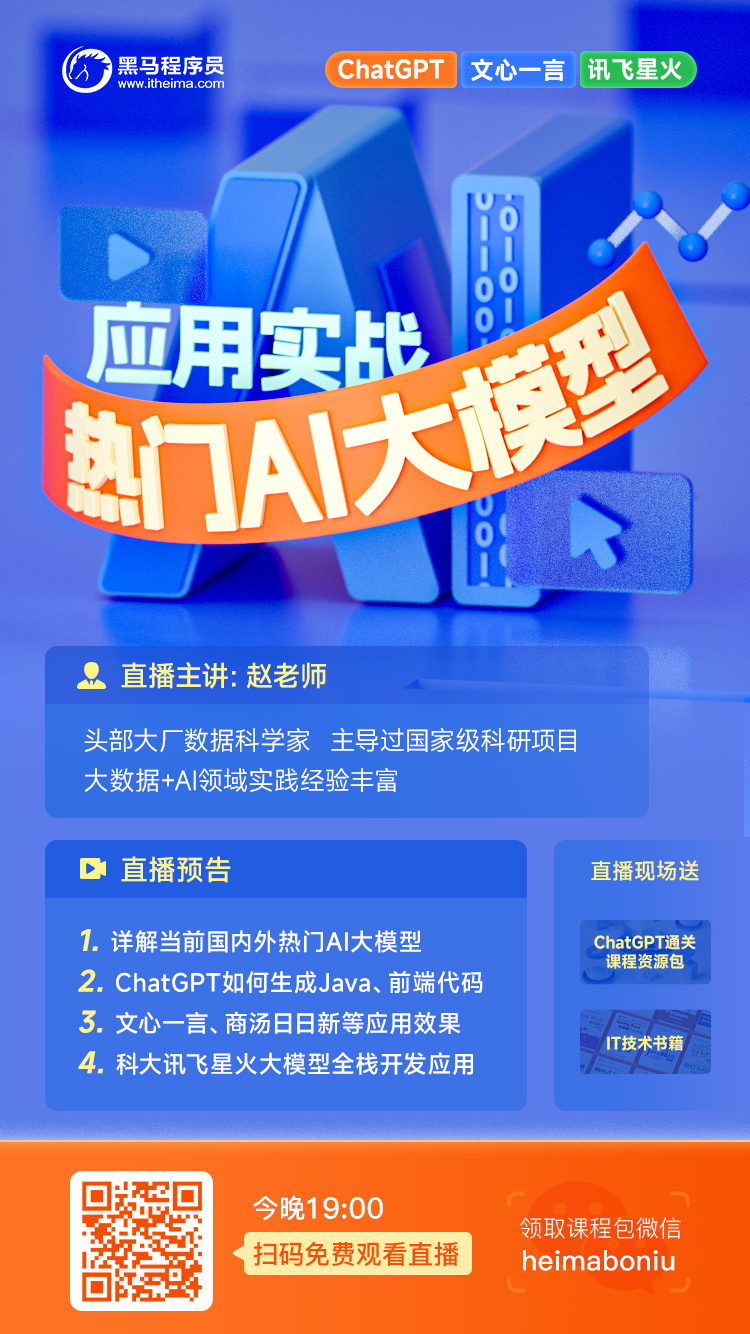 黑马程序员
www.itheima.com
ChatGPT 文心一言 讯飞星火
应用实战
热门AI大模型
直播主讲: 赵老师
头部大厂数据科学家 主导过国家级科研项目
大数据+AI领域实践经验丰富
直播预告
1. 详解当前国内外热门AI大模型
2. ChatGPT如何生成Java、前端代码
3. 文心一言、商汤日日新等应用效果
4. 科大讯飞星火大模型全栈开发应用
直播现场送
ChatGPT通关
课程资源包
IT技术书籍
今晚19:00
扫码免费观看直播
领取课程包微信
heimaboniu